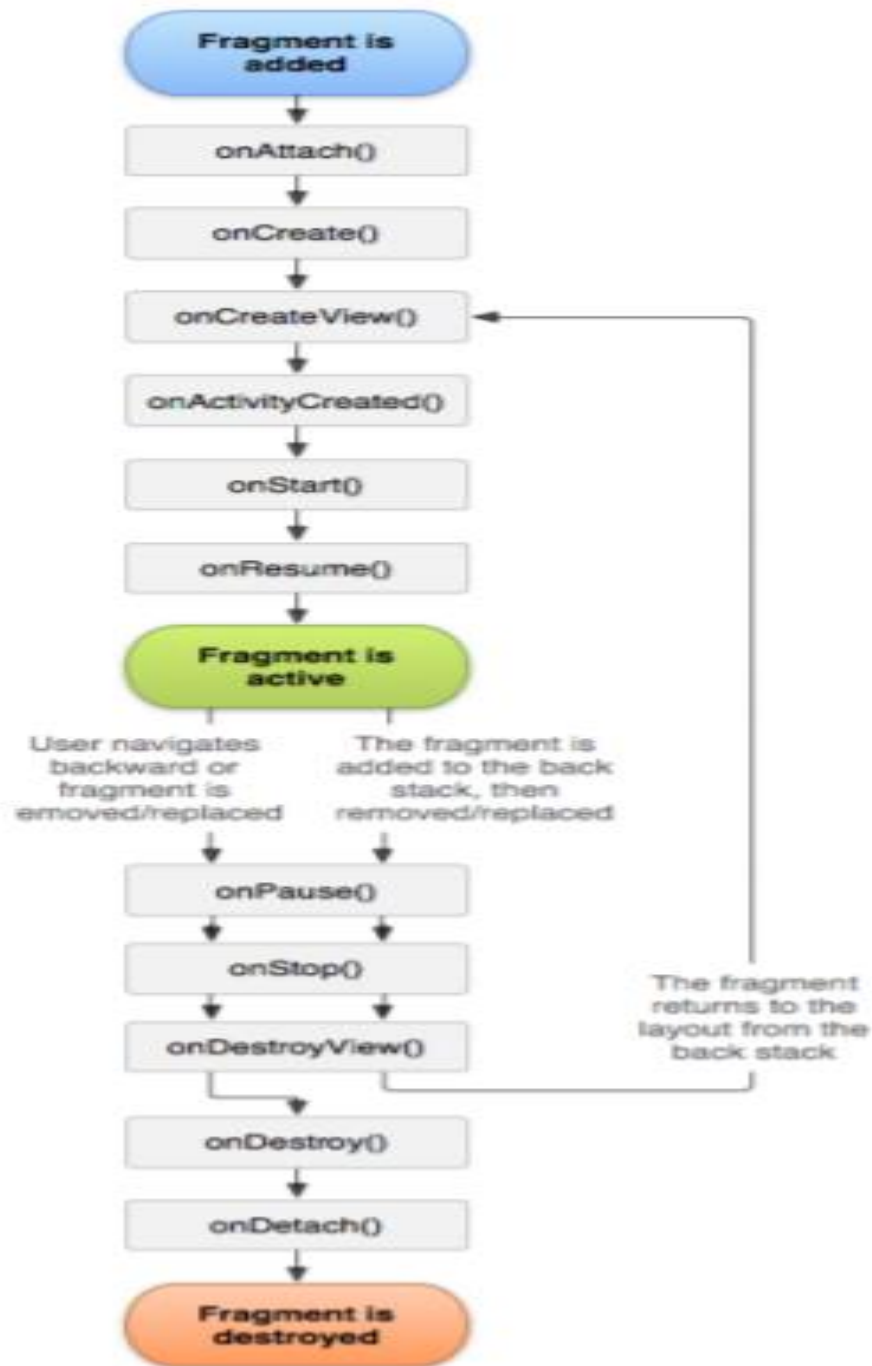 Fragment is
added
onAttach()
onCreate()
onCreateView()
onActivityCreated()
onStart()
onResume()
Fragment is
active
User navigates
backward or
fragment is
emoved/replaced
The fragment is
added to the back
stack, then
removed/replaced
onPause()
onStop()
onDestroyView()
The fragment
returns to the
layout from the
back stack
onDestroy()
onDetach()
Fragment is
destroyed